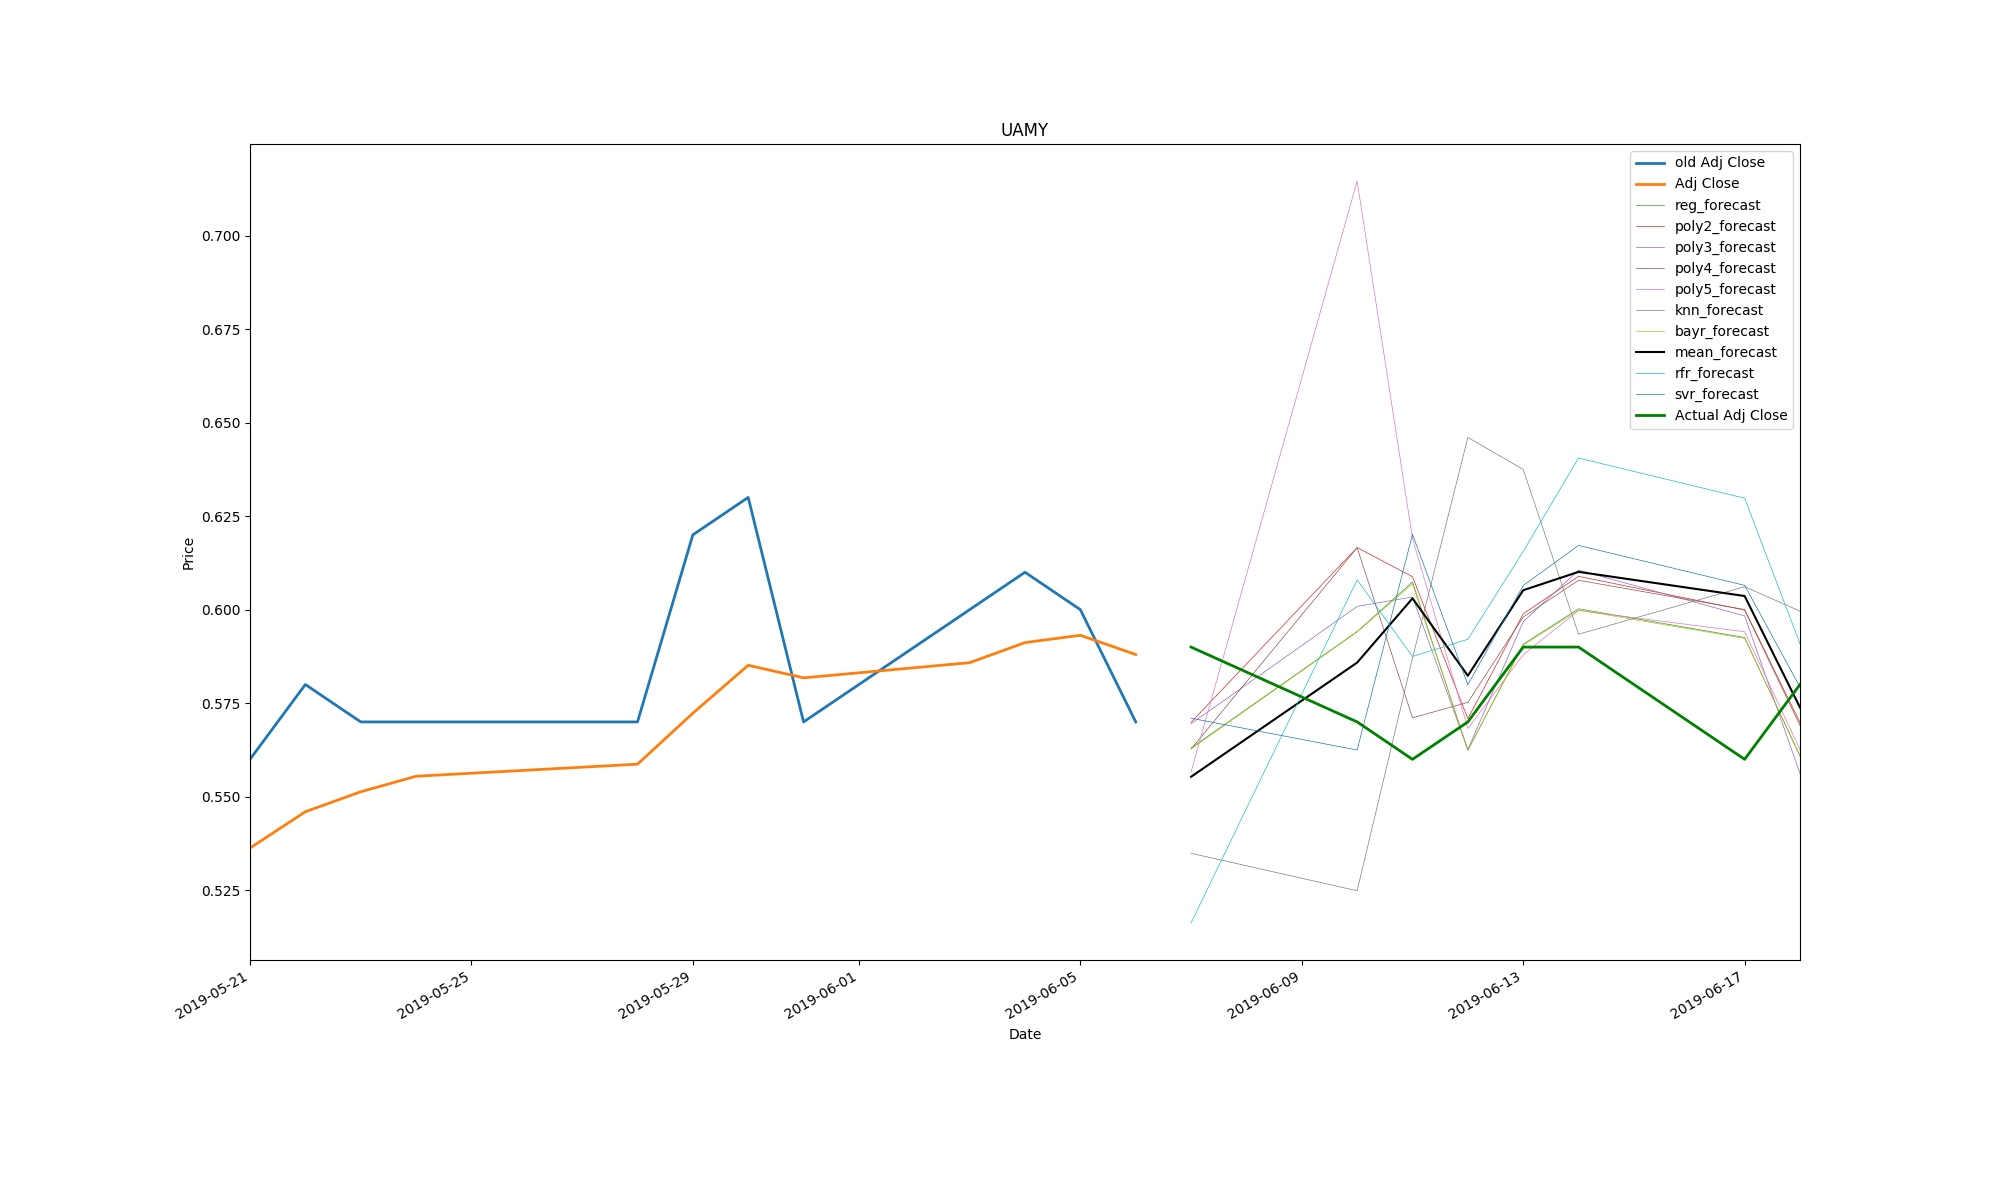 UAMY
old Adj Close
Adj Close
reg_forecast
poly2_forecast
poly3_forecast
poly4_forecast
poly5_forecast
knn_forecast
bayr_forecast
mean_forecast
rfr_forecast
svr_forecast
Actual Adj Close
0.700
0.675
0.650
0.625
0.600
0.575
0.550
0.525
Price
2019-05-21
2019-05-25
2019-05-29
2019-06-01
2019-06-05
2019-06-09
2019-06-13
2019-06-17
Date